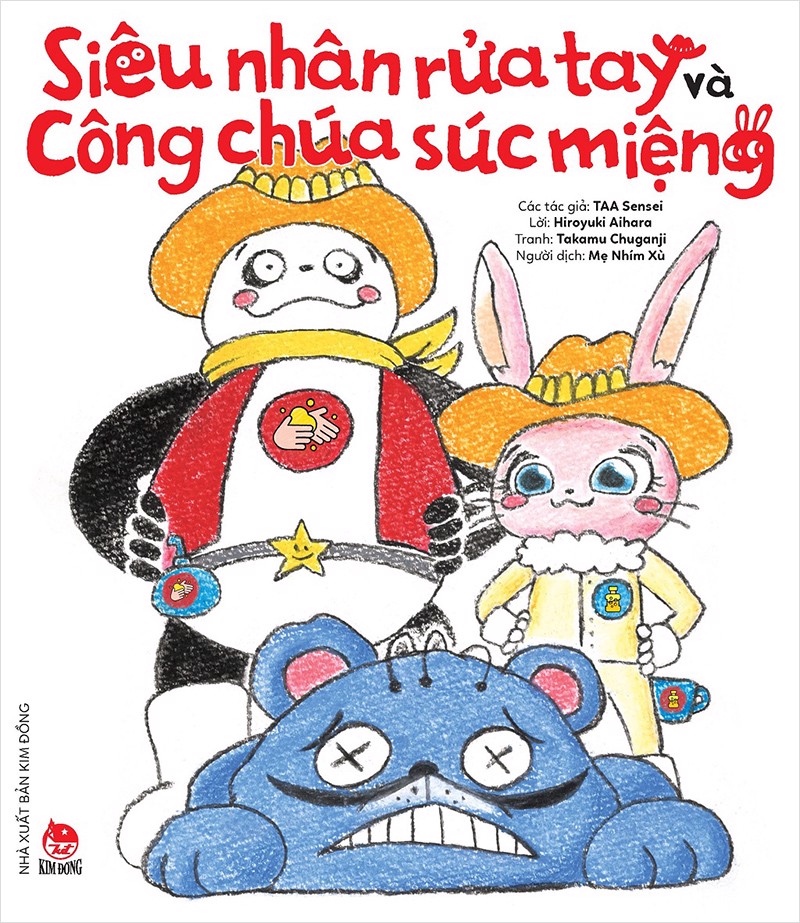 Siêu nhân rửa tay và
Công chúa súc miệng
Các tác giả: TAA Sensei
Lời: Hiroyuki Aihara
Tranh: Takamu Chuganji
Người dịch: Mẹ Nhím Xù
NHÀ XUẤT BẢN KIM ĐỒNG
KIM ĐỒNG